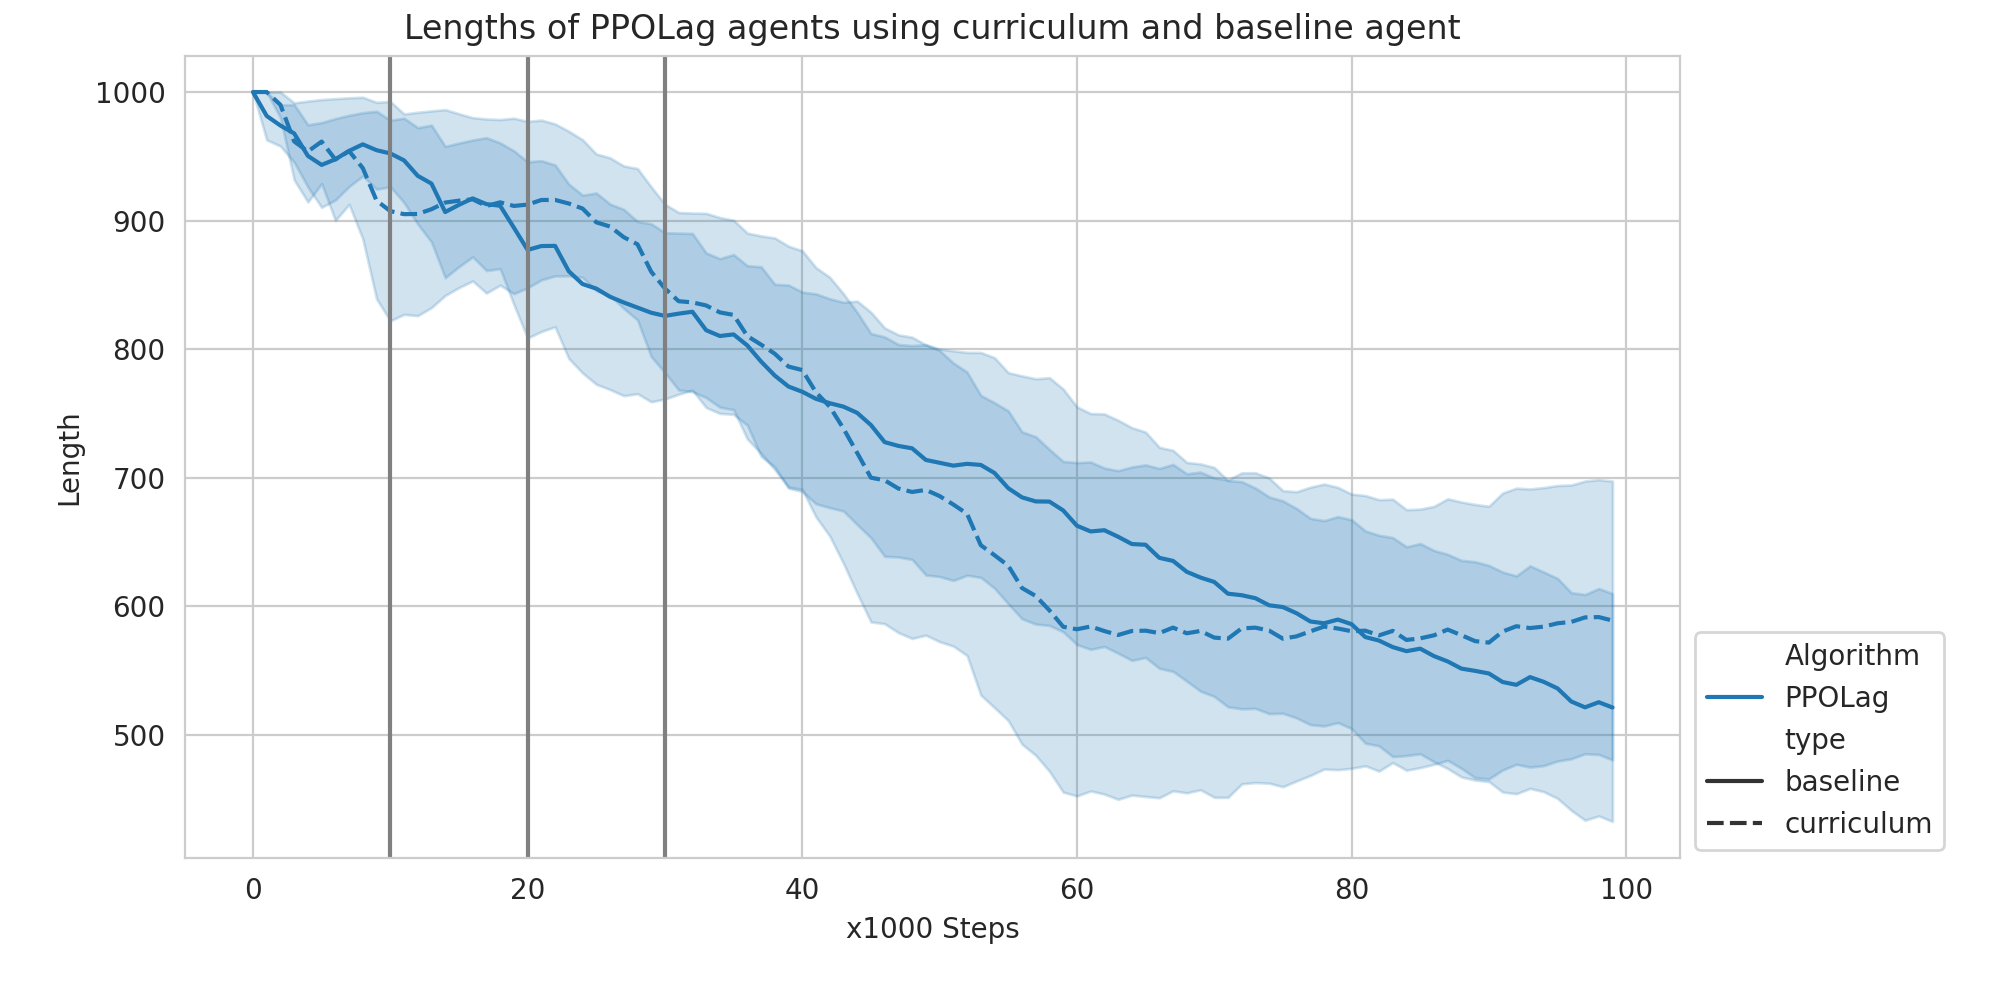 Lengths of PPOLag agents using curriculum and baseline agent
1000
900
800
700
600
500
Length
0 20 40 60 80 100
x1000 Steps
Algorithm
PPOLag
type
baseline
curriculum